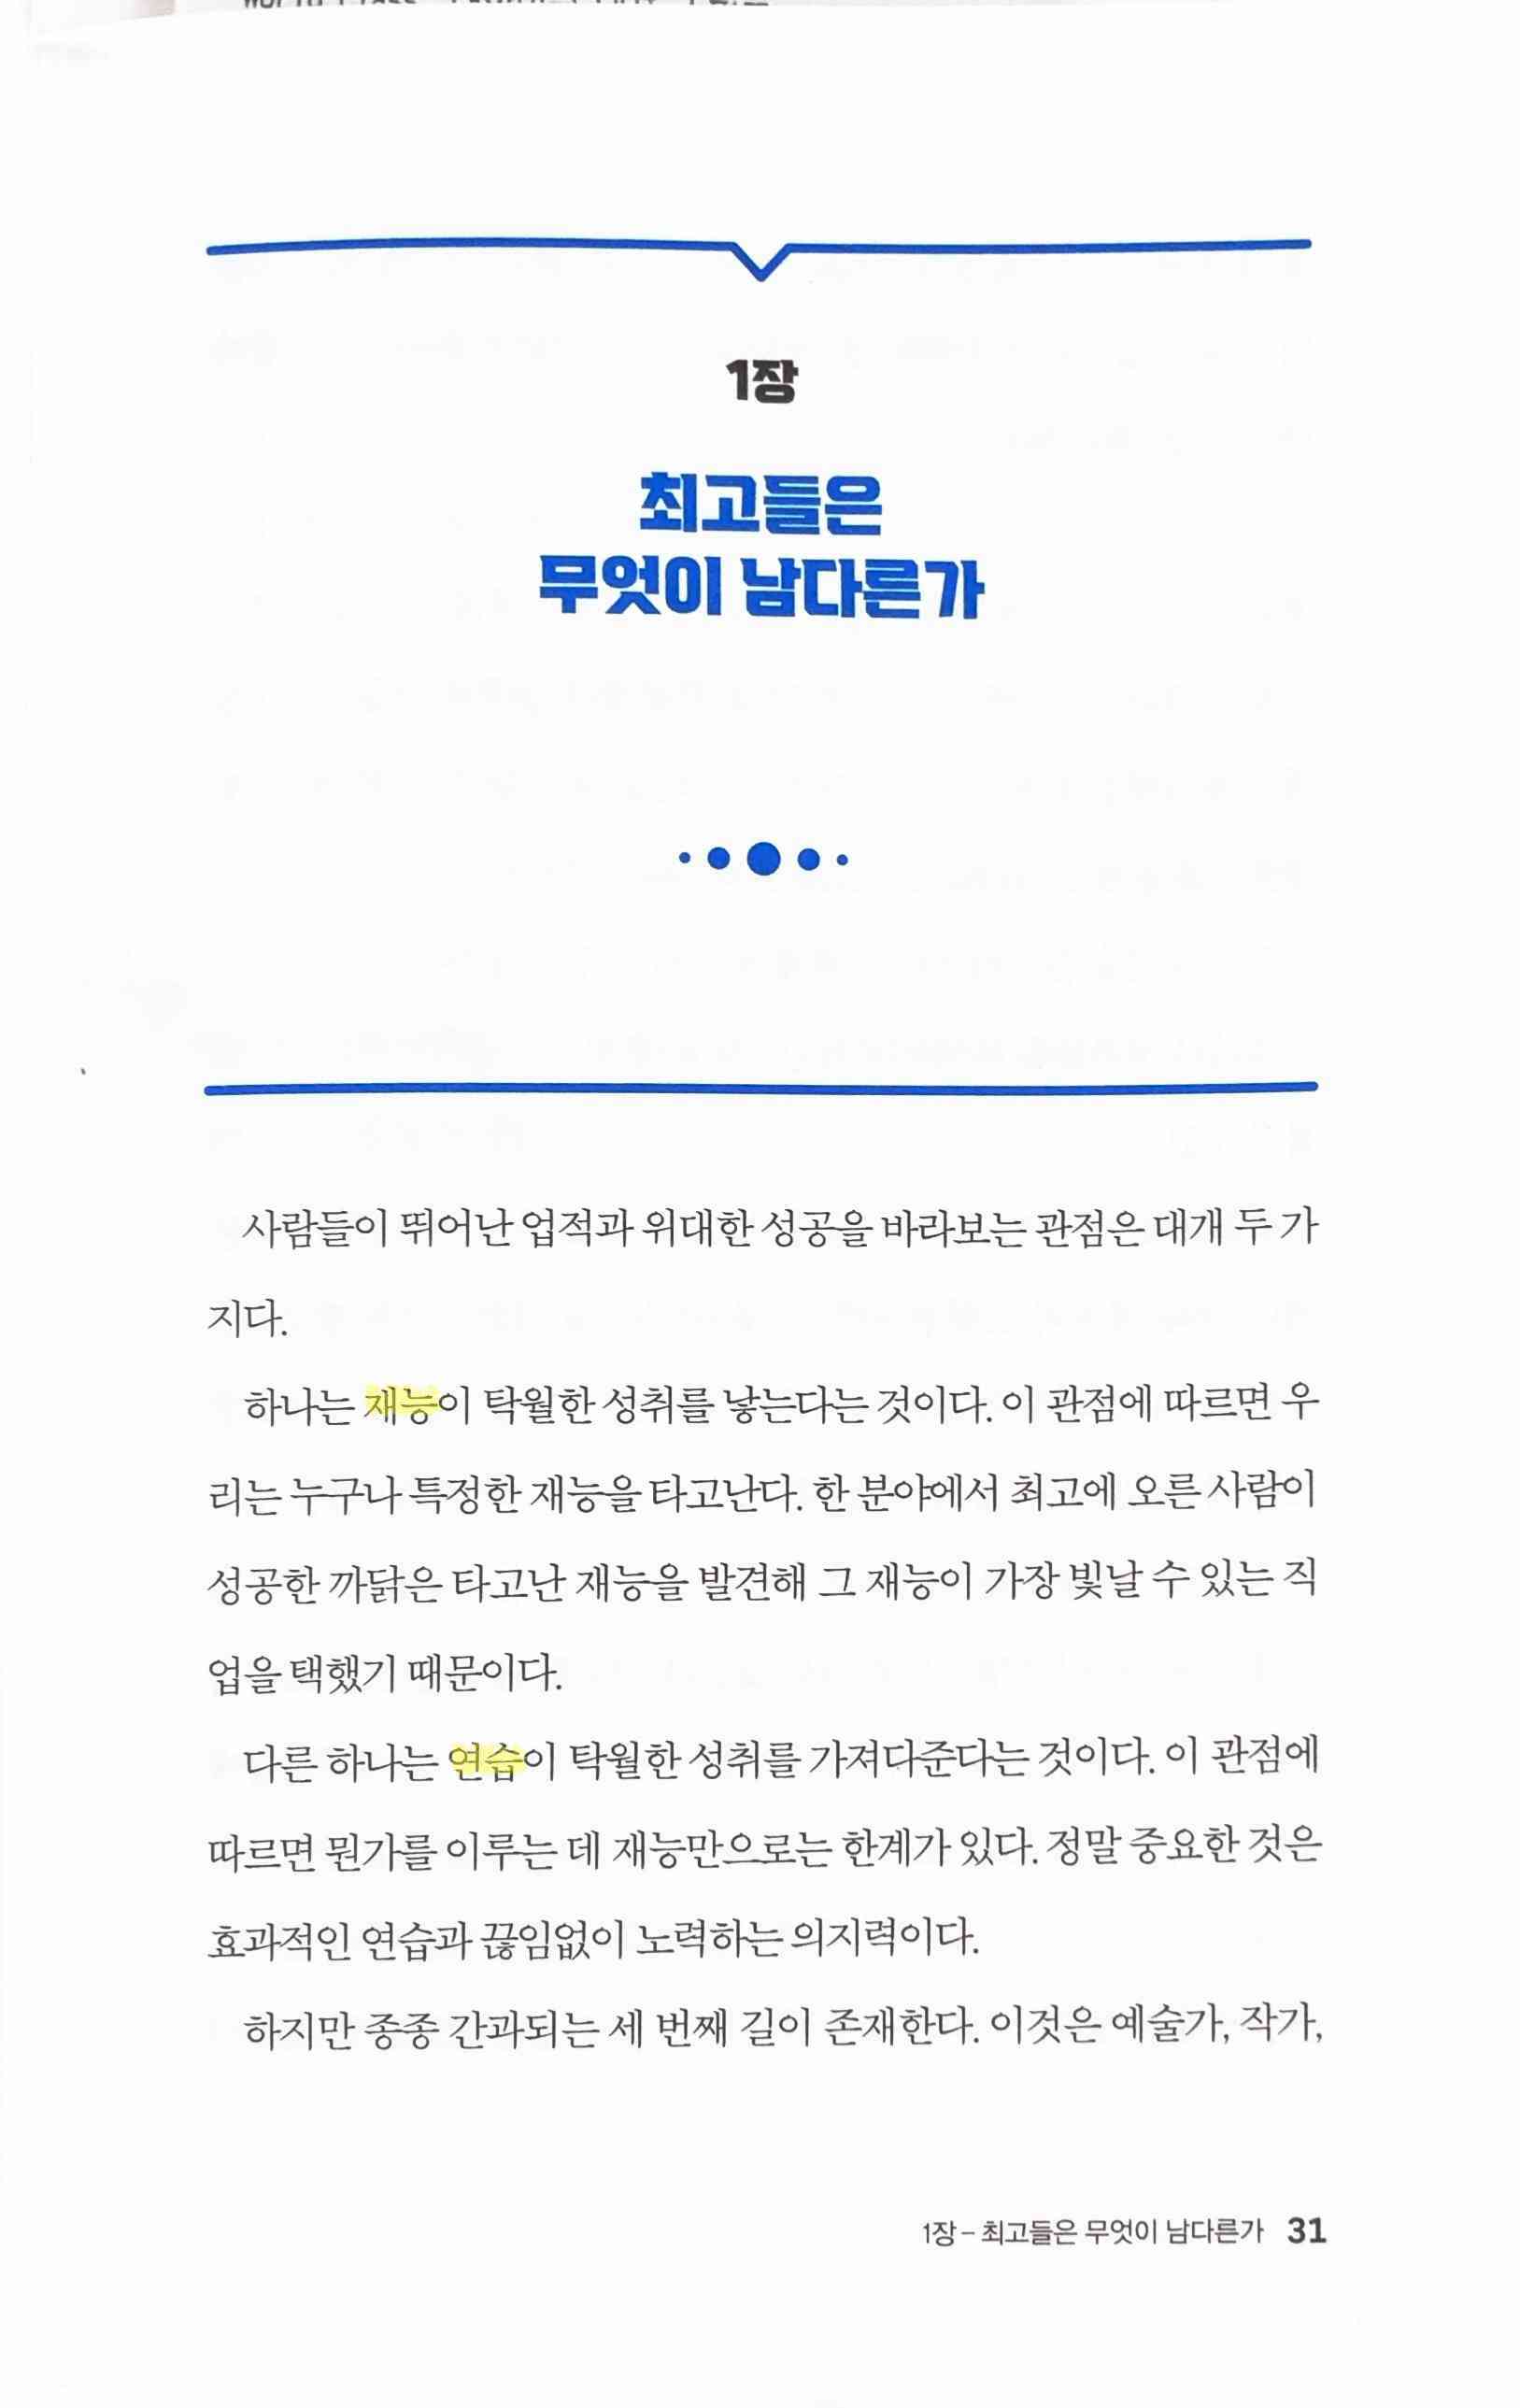 1장
최고들은
무엇이 남다른가
사람들이 뛰어난 업적과 위대한 성공을 바라보는 관점은 대개 두 가
지다.
하나는 재능이 탁월한 성취를 낳는다는 것이다. 이 관점에 따르면 우
리는 누구나 특정한 재능을 타고난다. 한 분야에서 최고에 오른 사람이
성공한 까닭은 타고난 재능을 발견해 그 재능이 가장 빛날 수 있는 직
업을 택했기 때문이다.
다른 하나는 연습이 탁월한 성취를 가져다준다는 것이다. 이 관점에
따르면 뭔가를 이루는 데 재능만으로는 한계가 있다. 정말 중요한 것은
효과적인 연습과 끊임없이 노력하는 의지력이다.
하지만 종종 간과되는 세 번째 길이 존재한다. 이것은 예술가, 작가,
1장 – 최고들은 무엇이 남다른가 31